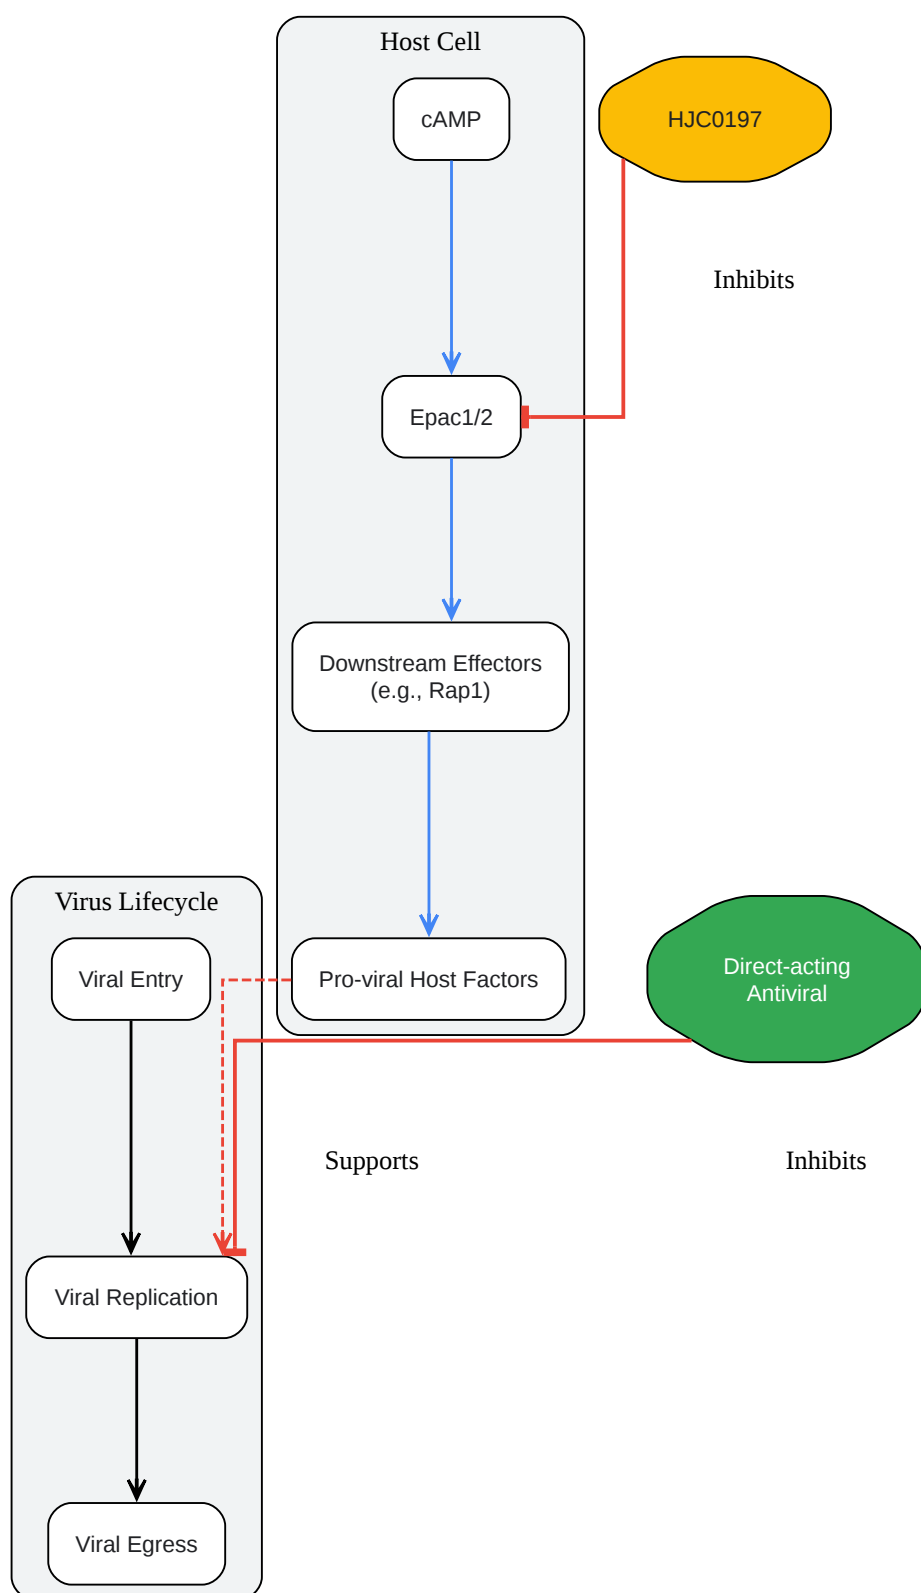 Host Cell
cAMP
HJC0197
Inhibits
Epac1/2
Downstream Effectors
(e.g., Rap1)
Virus Lifecycle
Viral Entry
Pro-viral Host Factors
Direct-acting
Antiviral
Supports
Inhibits
Viral Replication
Viral Egress